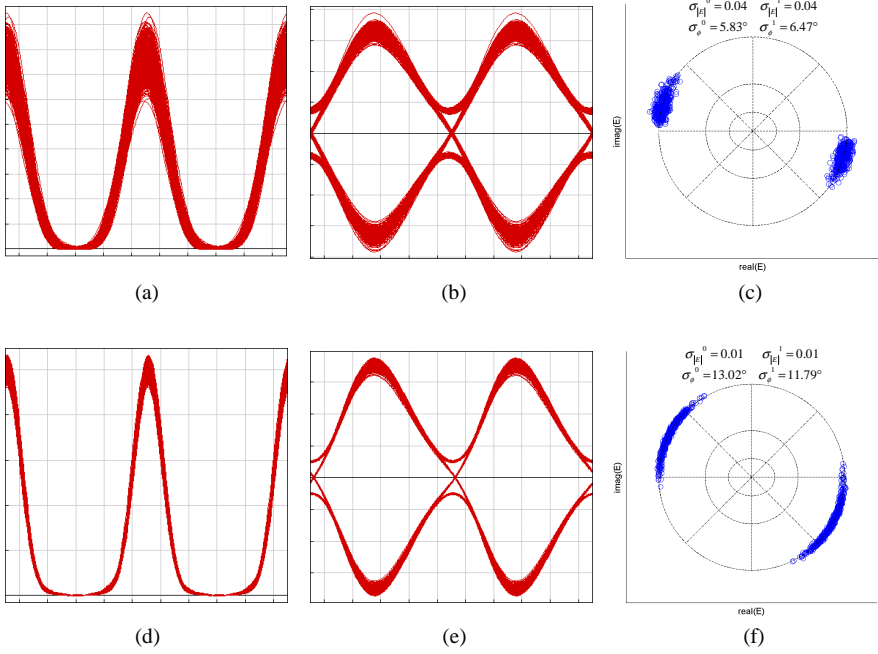 σ|E|⁰ = 0.04 σ|E|¹ = 0.04
σϕ⁰ = 5.83° σϕ¹ = 6.47°
imag(E)
real(E)
(a) (b) (c)
σ|E|⁰ = 0.01 σ|E|¹ = 0.01
σϕ⁰ = 13.02° σϕ¹ = 11.79°
imag(E)
real(E)
(d) (e) (f)